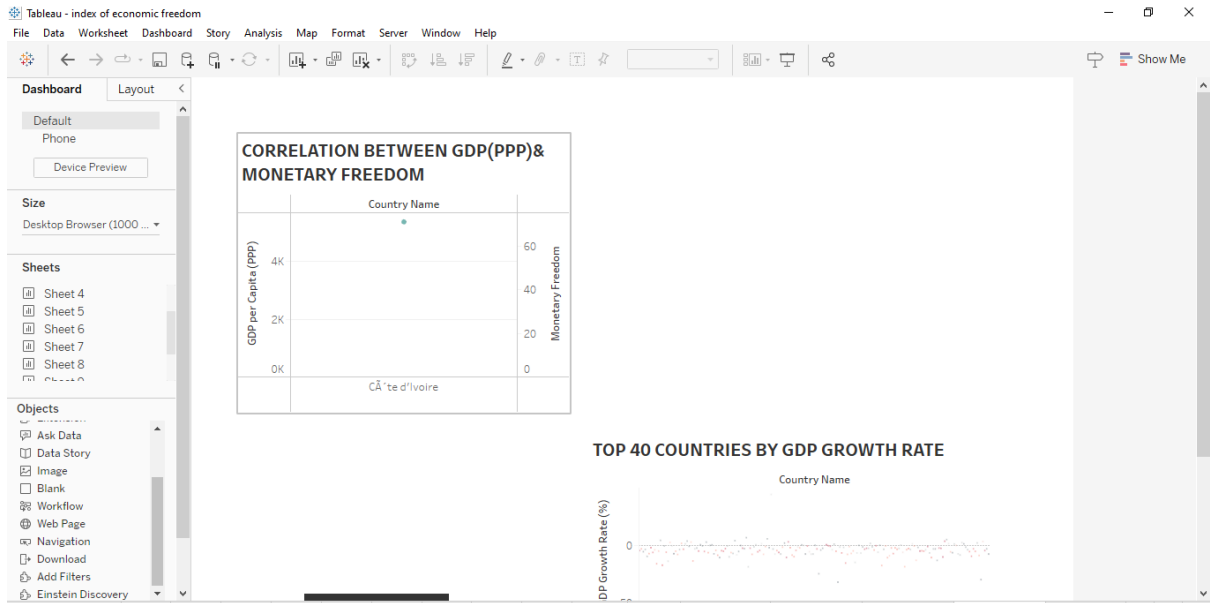 Tableau - index of economic freedom
File Data Worksheet Dashboard Story Analysis Map Format Server Window Help
Show Me
Dashboard Layout
Default
Phone
Device Preview
Size
Desktop Browser (1000 ...
Sheets
Sheet 4
Sheet 5
Sheet 6
Sheet 7
Sheet 8
Objects
Ask Data
Data Story
Image
Blank
Workflow
Web Page
Navigation
Download
Add Filters
Einstein Discovery
CORRELATION BETWEEN GDP(PPP)&
MONETARY FREEDOM
Country Name
GDP per Capita (PPP)
4K
2K
0K
60
40
20
0
Monetary Freedom
CÃ´te d'Ivoire
TOP 40 COUNTRIES BY GDP GROWTH RATE
Country Name
DP Growth Rate (%)
0